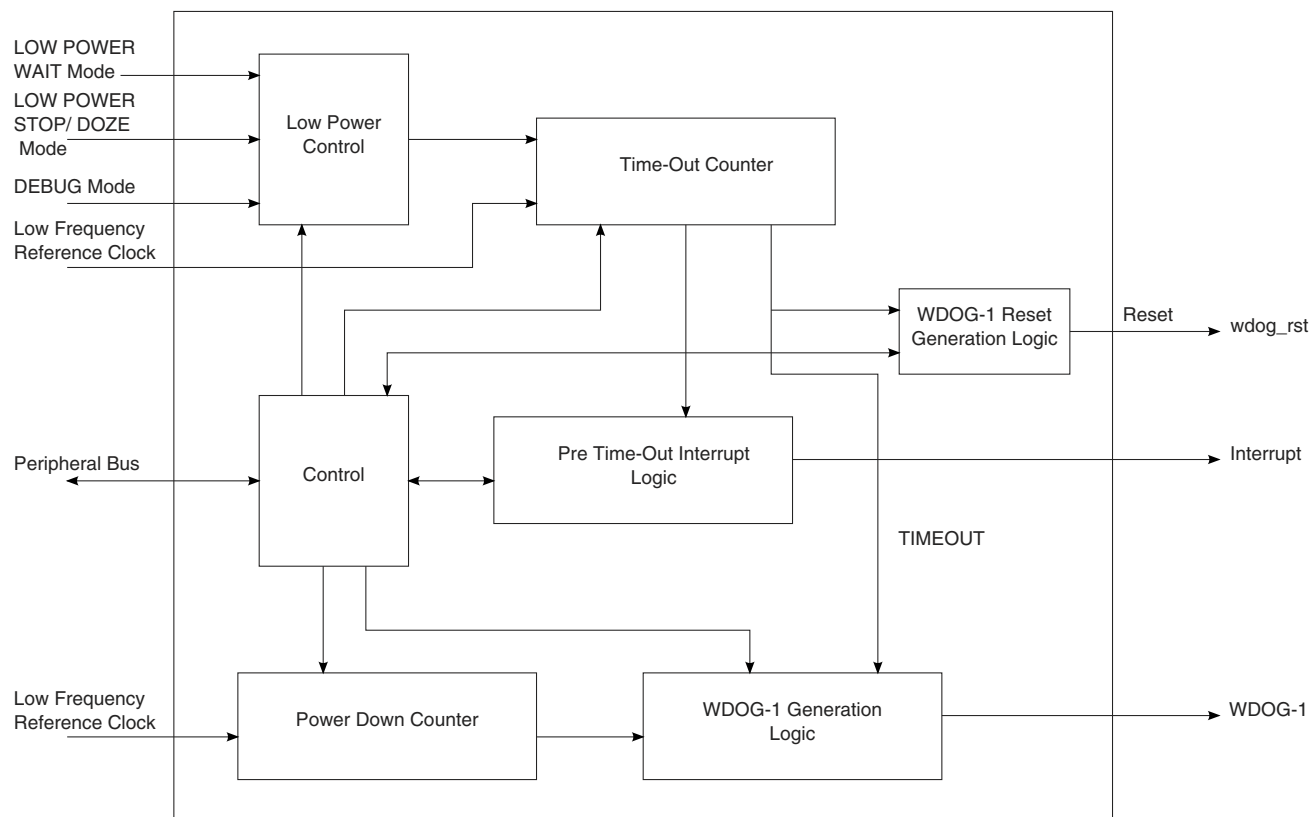 LOW POWER
WAIT Mode
LOW POWER
STOP/ DOZE
Mode
DEBUG Mode
Low Frequency
Reference Clock
Low Power
Control
Time-Out Counter
WDOG-1 Reset
Generation Logic
Reset
wdog_rst
Peripheral Bus
Control
Pre Time-Out Interrupt
Logic
Interrupt
TIMEOUT
Low Frequency
Reference Clock
Power Down Counter
WDOG-1 Generation
Logic
WDOG-1